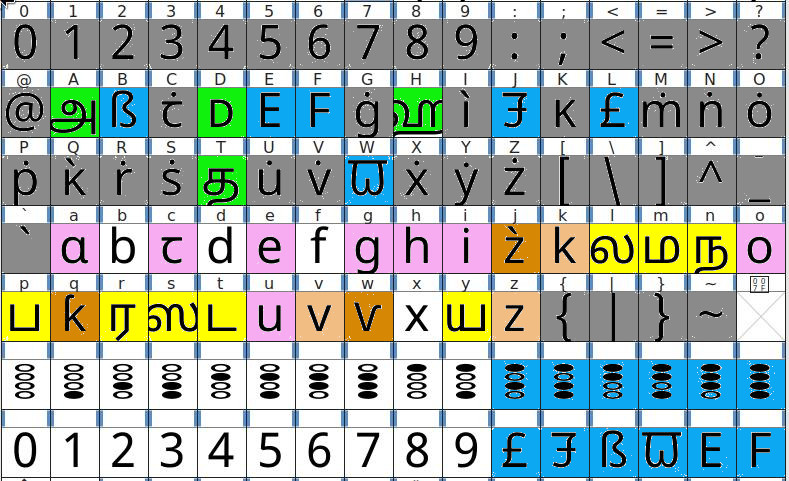 0 1 2 3 4 5 6 7 8 9 : ; < = > ?
0 1 2 3 4 5 6 7 8 9 : ; < = > ?
@ A B C D E F G H I J K L M N O
@ அ ß ċ D E F ġ ஹ ì Ɉ ĸ £ ṁ ṅ ȯ
P Q R S T U V W X Y Z [ \ ] ^ _
ṗ ṙ ṡ த ẋ ẏ ż [ \ ] ^ _
` a b c d e f g h i j k l m n o
` ɑ b d e f g h i k ல ம ந o
p q r s t u v w x y z { | } ~
ப ர ஸ ட u v x ய z { | } ~
0 1 2 3 4 5 6 7 8 9 £ ß E F